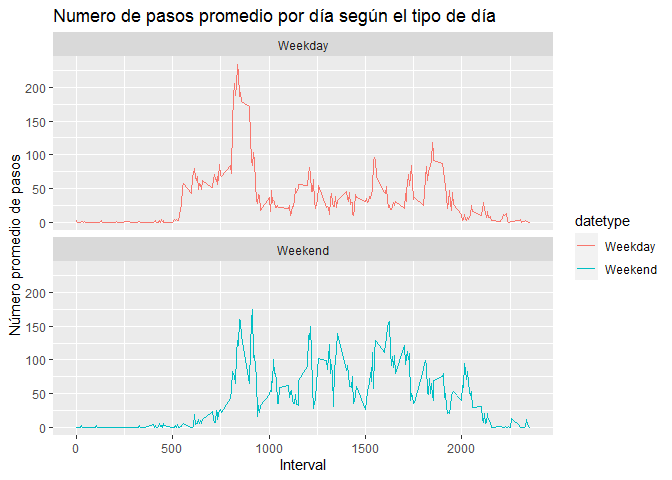 Numero de pasos promedio por día según el tipo de día
Weekday
200
150
100
50
0
Weekend
200
150
100
50
0
0 500 1000 1500 2000
Interval
Número promedio de pasos
datetype
Weekday
Weekend